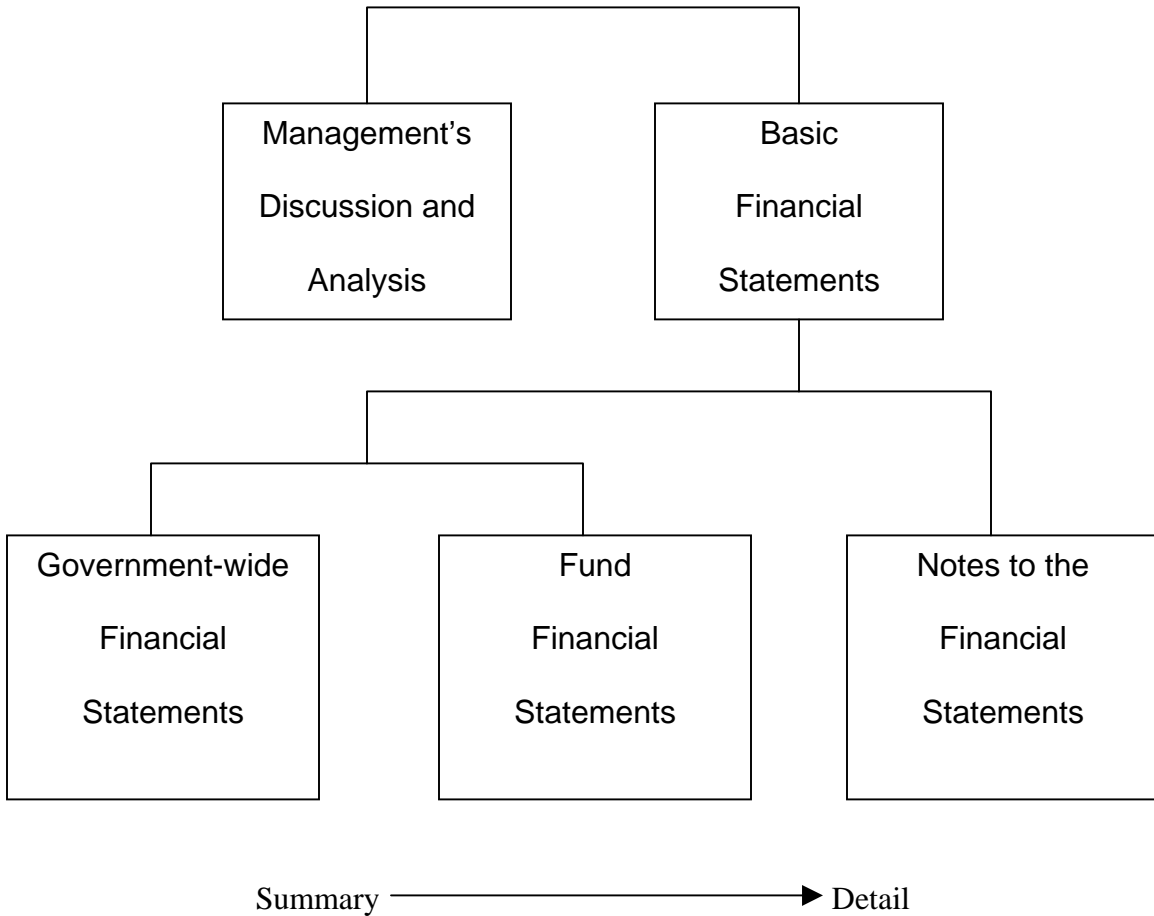 Management’s
Discussion and
Analysis
Basic
Financial
Statements
Government-wide
Financial
Statements
Fund
Financial
Statements
Notes to the
Financial
Statements
Summary
Detail